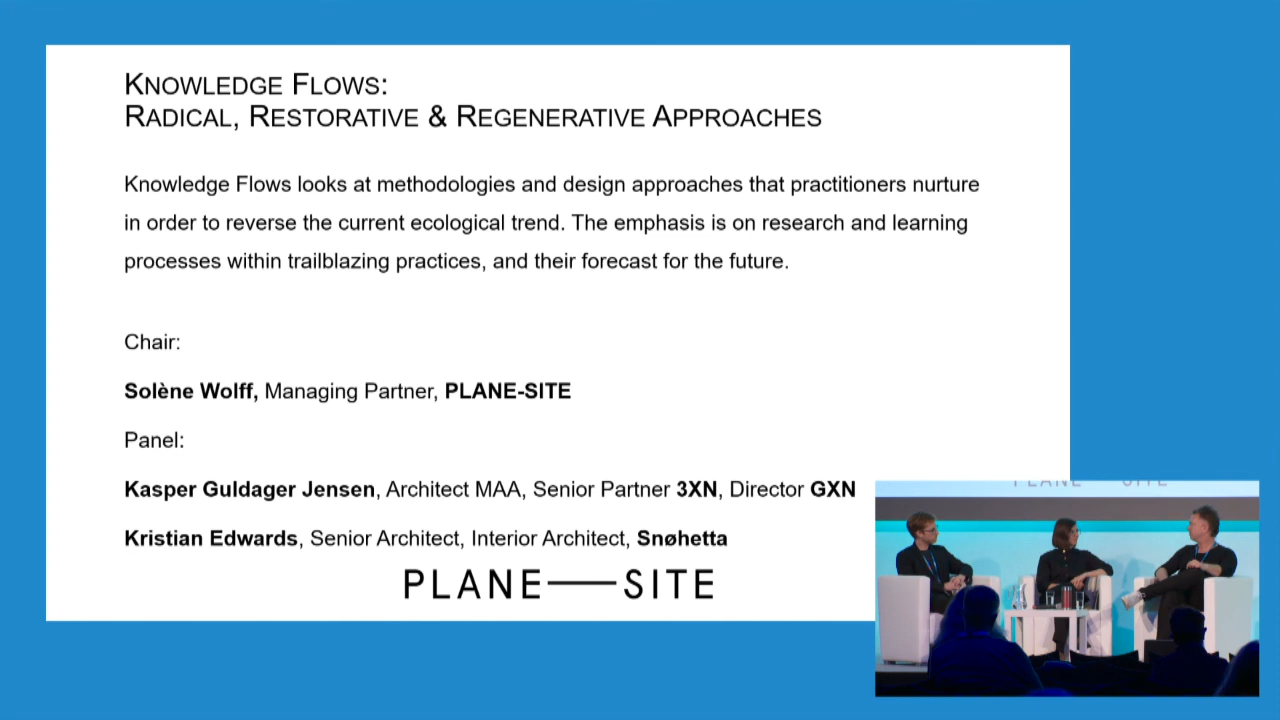 KNOWLEDGE FLOWS:
RADICAL, RESTORATIVE & REGENERATIVE APPROACHES
Knowledge Flows looks at methodologies and design approaches that practitioners nurture
in order to reverse the current ecological trend. The emphasis is on research and learning
processes within trailblazing practices, and their forecast for the future.
Chair:
Solène Wolff, Managing Partner, PLANE-SITE
Panel:
Kasper Guldager Jensen, Architect MAA, Senior Partner 3XN, Director GXN
Kristian Edwards, Senior Architect, Interior Architect, Snøhetta
PLANE—SITE
PLANE SITE